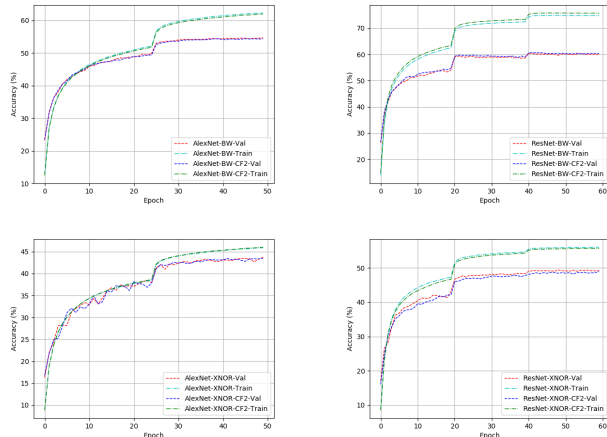 60
50
40
30
20
10
Accuracy (%)
0 10 20 30 40 50
Epoch
AlexNet-BW-Val
AlexNet-BW-Train
AlexNet-BW-CF2-Val
AlexNet-BW-CF2-Train
70
60
50
40
30
20
Accuracy (%)
0 10 20 30 40 50 60
Epoch
ResNet-BW-Val
ResNet-BW-Train
ResNet-BW-CF2-Val
ResNet-BW-CF2-Train
45
40
35
30
25
20
15
10
Accuracy (%)
0 10 20 30 40 50
Epoch
AlexNet-XNOR-Val
AlexNet-XNOR-Train
AlexNet-XNOR-CF2-Val
AlexNet-XNOR-CF2-Train
60
50
40
30
20
10
Accuracy (%)
0 10 20 30 40 50 60
Epoch
ResNet-XNOR-Val
ResNet-XNOR-Train
ResNet-XNOR-CF2-Val
ResNet-XNOR-CF2-Train